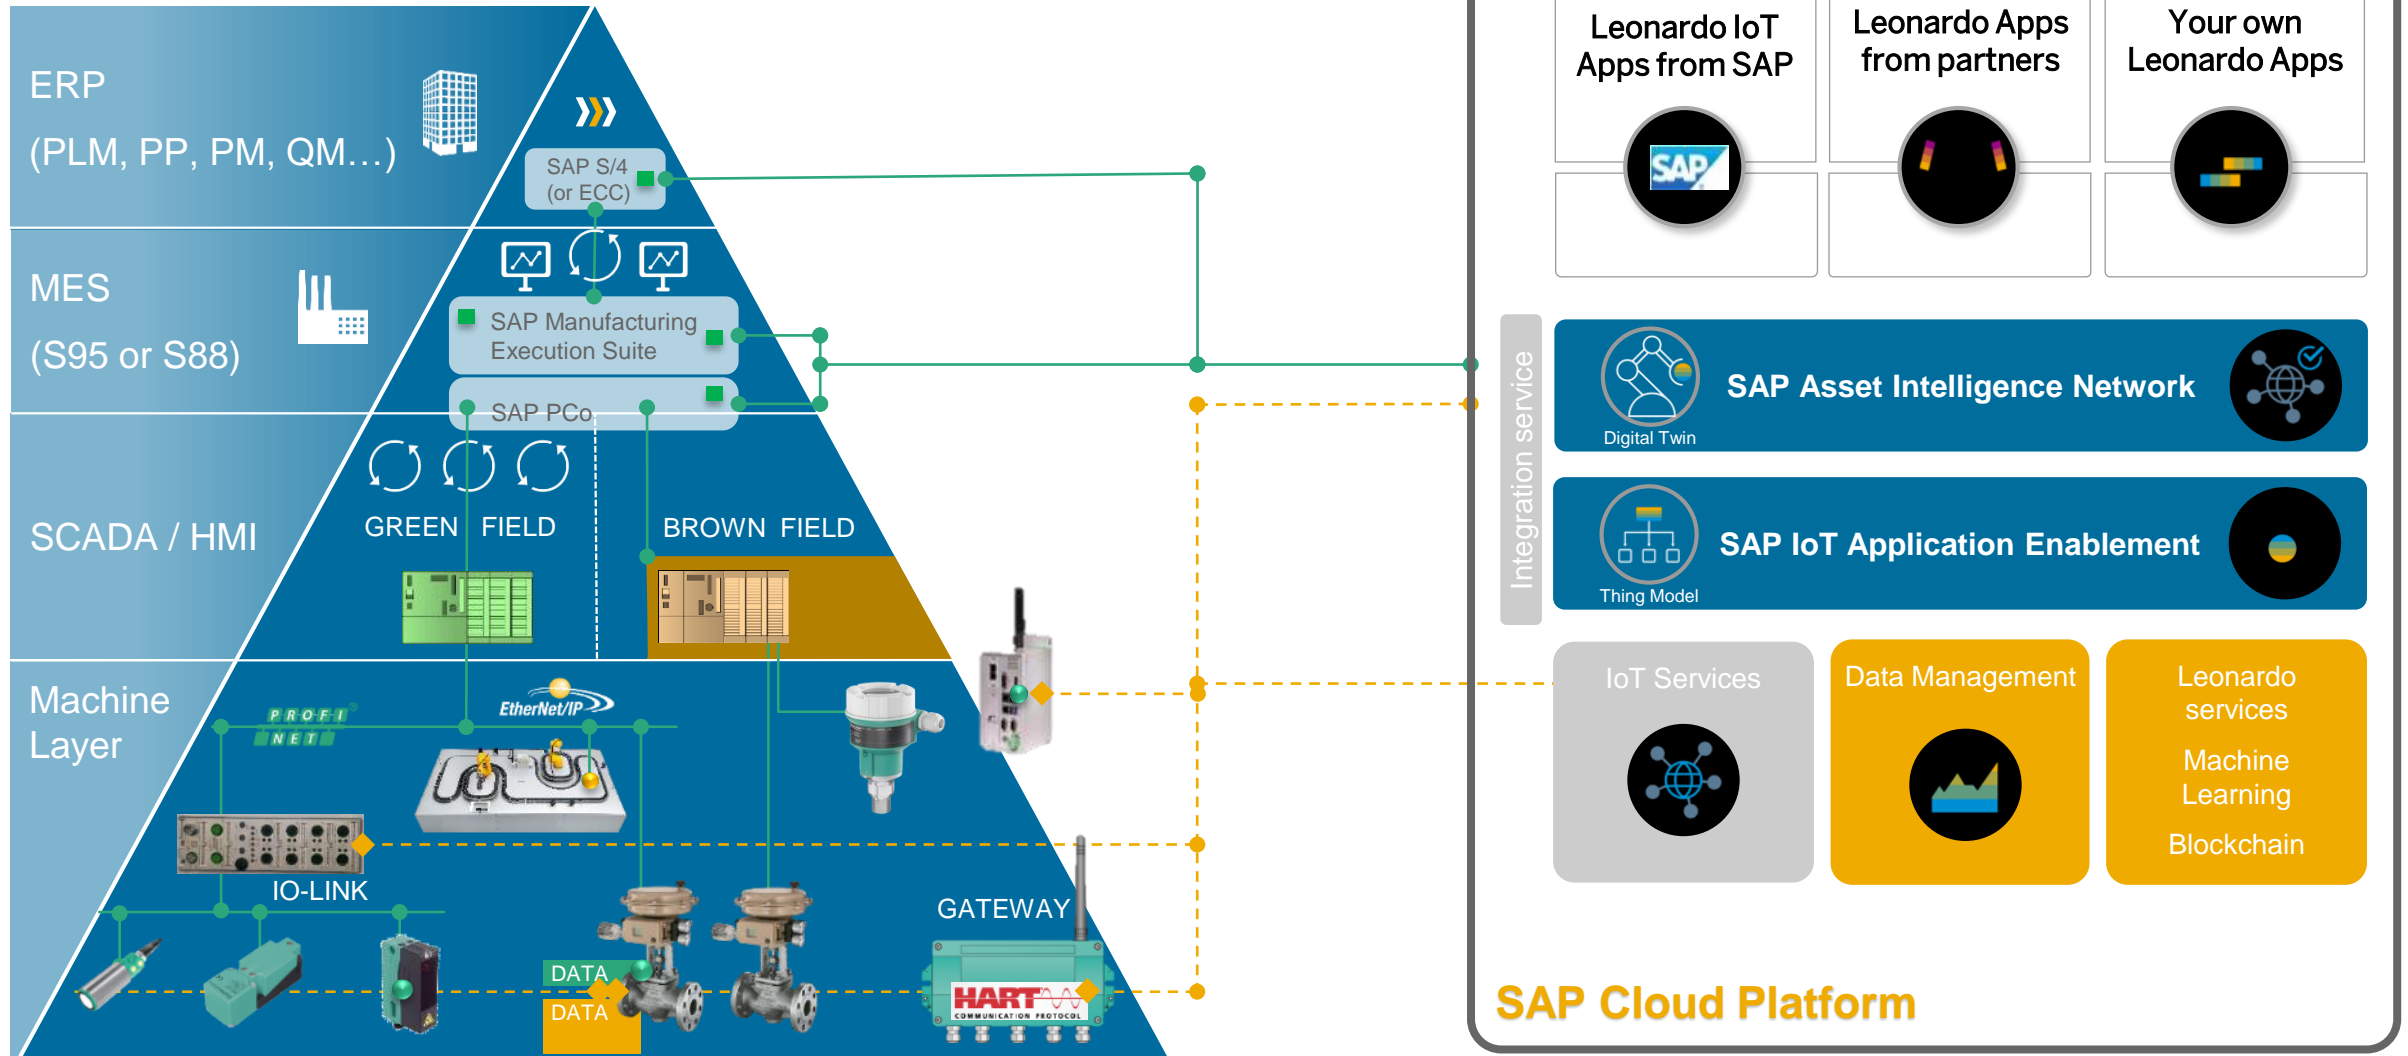 ERP
(PLM, PP, PM, QM…)
SAP S/4
(or ECC)
MES
(S95 or S88)
SAP Manufacturing
Execution Suite
SAP PCo
SCADA / HMI
GREEN FIELD
BROWN FIELD
Machine
Layer
PROFI®
NET
EtherNet/IP
IO-LINK
DATA
DATA
GATEWAY
HART
COMMUNICATION PROTOCOL
Leonardo IoT
Apps from SAP
Leonardo Apps
from partners
Your own
Leonardo Apps
SAP
Integration service
Digital Twin
SAP Asset Intelligence Network
Thing Model
SAP IoT Application Enablement
IoT Services
Data Management
Leonardo
services
Machine
Learning
Blockchain
SAP Cloud Platform